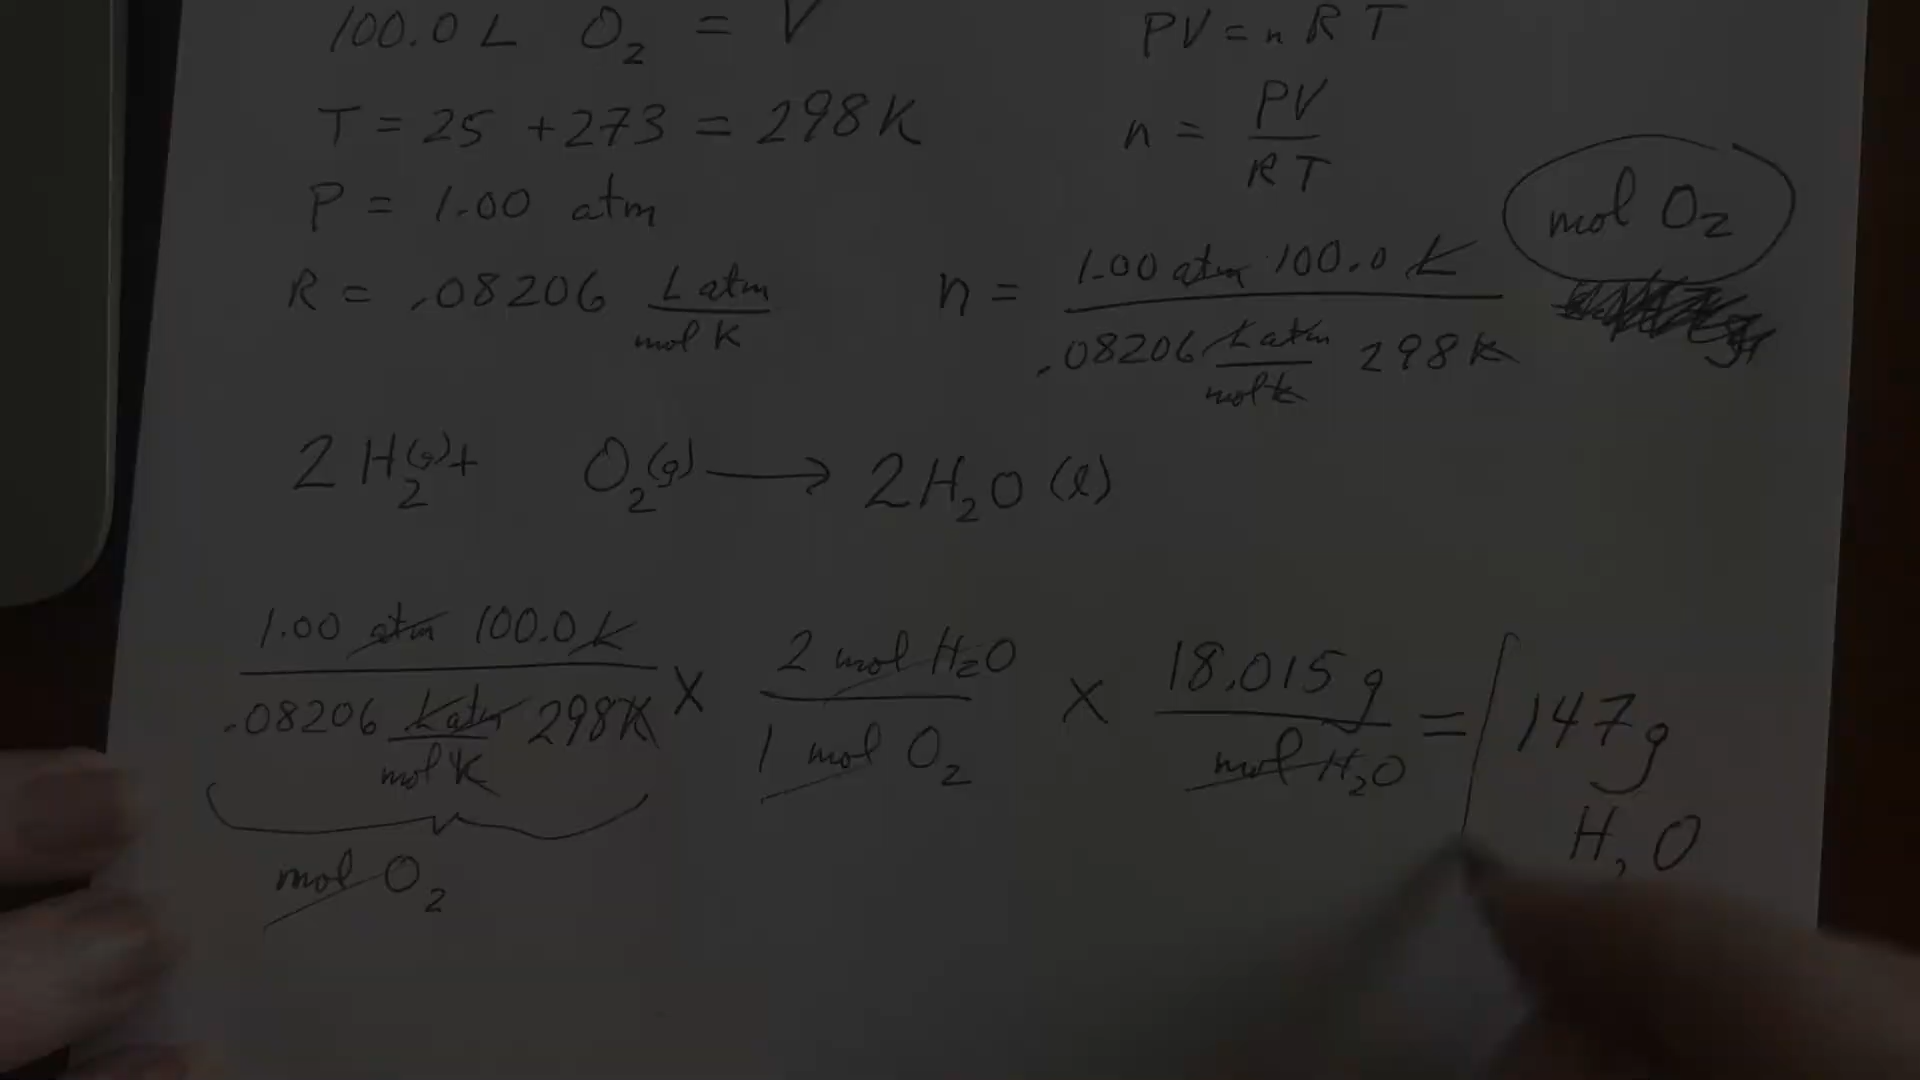 100.0 L O₂ = V
T = 25 + 273 = 298 K
P = 1.00 atm
R = .08206 L atm / mol K
PV = n R T
n = PV / RT
n = 1.00 atm 100.0 L / .08206 L atm / mol K 298 K
mol O₂
2 H₂(g) + O₂(g) → 2 H₂O (l)
1.00 atm 100.0 L / .08206 L atm / mol K 298 K × 2 mol H₂O / 1 mol O₂ × 18.015 g / mol H₂O = 147 g
H₂O
mol O₂